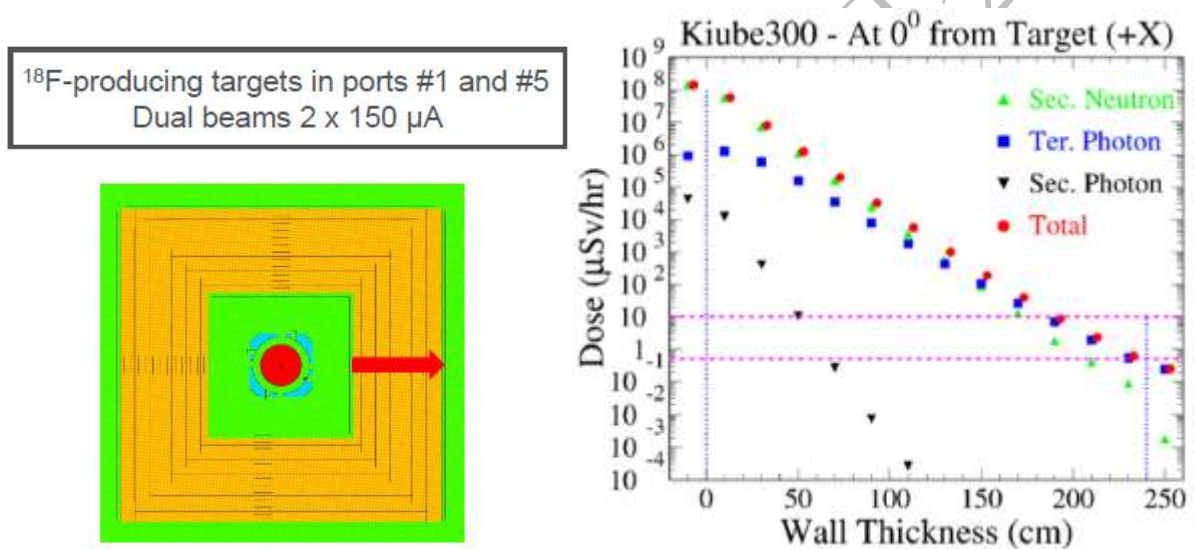 ¹⁸F-producing targets in ports #1 and #5
Dual beams 2 x 150 µA
Kiube300 - At 0⁰ from Target (+X)
Sec. Neutron
Ter. Photon
Sec. Photon
Total
Dose (µSv/hr)
10⁹
10⁸
10⁷
10⁶
10⁵
10⁴
10³
10²
10
1
10⁻¹
10⁻²
10⁻³
10⁻⁴
0 50 100 150 200 250
Wall Thickness (cm)